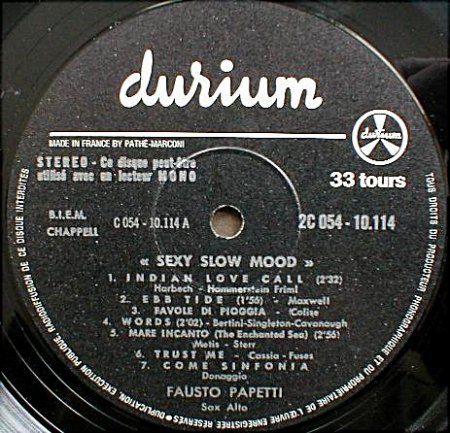 durium
MADE IN FRANCE BY PATHÉ-MARCONI
durium
STEREO - Ce disque peut-être
utilisé avec un lecteur MONO
33 tours
B.I.E.M.
CHAPPELL
C 054 - 10.114 A
2C 054 - 10.114
« SEXY SLOW MOOD »
1. INDIAN LOVE CALL (2'32)
Harbech - Hammerstein Friml
2. EBB TIDE (1'55) - Maxwell
3. FAVOLE DI PIOGGIA - (Colise
4. WORDS (2'02) - Bertini-Singleton-Cavanaugh
5. MARE INCANTO (The Enchanted Sea) (2'55)
Metis - Starr
6. TRUST ME - Cassia - Fuses
7. COME SINFONIA
Donaggio
FAUSTO PAPETTI
Sax Alto
TOUS DROITS DU PRODUCTEUR PHONOGRAPHIQUE ET DU PROPRIETAIRE DE L'ŒUVRE ENREGISTREE RESERVES - DUPLICATION, EXECUTION PUBLIQUE, RADIODIFFUSION DE CE DISQUE INTERDITES